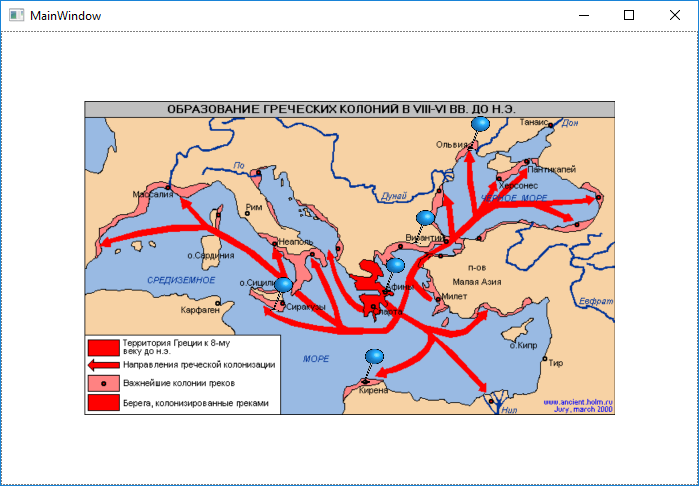 MainWindow
ОБРАЗОВАНИЕ ГРЕЧЕСКИХ КОЛОНИЙ В VIII-VI ВВ. ДО Н.Э.
Танаис
Дон
Ольвия
По
Пантикапей
Массалия
Дунай
Херсонес
ЧЕРНОЕ МОРЕ
Рим
Неаполь
Византий
о.Сардиния
п-ов
Малая Азия
СРЕДИЗЕМНОЕ
о.Сицилия
Афины
Милет
Евфрат
Карфаген
Сиракузы
Спарта
Территория Греции к 8-му
веку до н.э.
Направления греческой колонизации
Важнейшие колонии греков
Берега, колонизированные греками
МОРЕ
о.Кипр
Тир
Кирена
Нил
www.ancient.holm.ru
Jury, march 2000